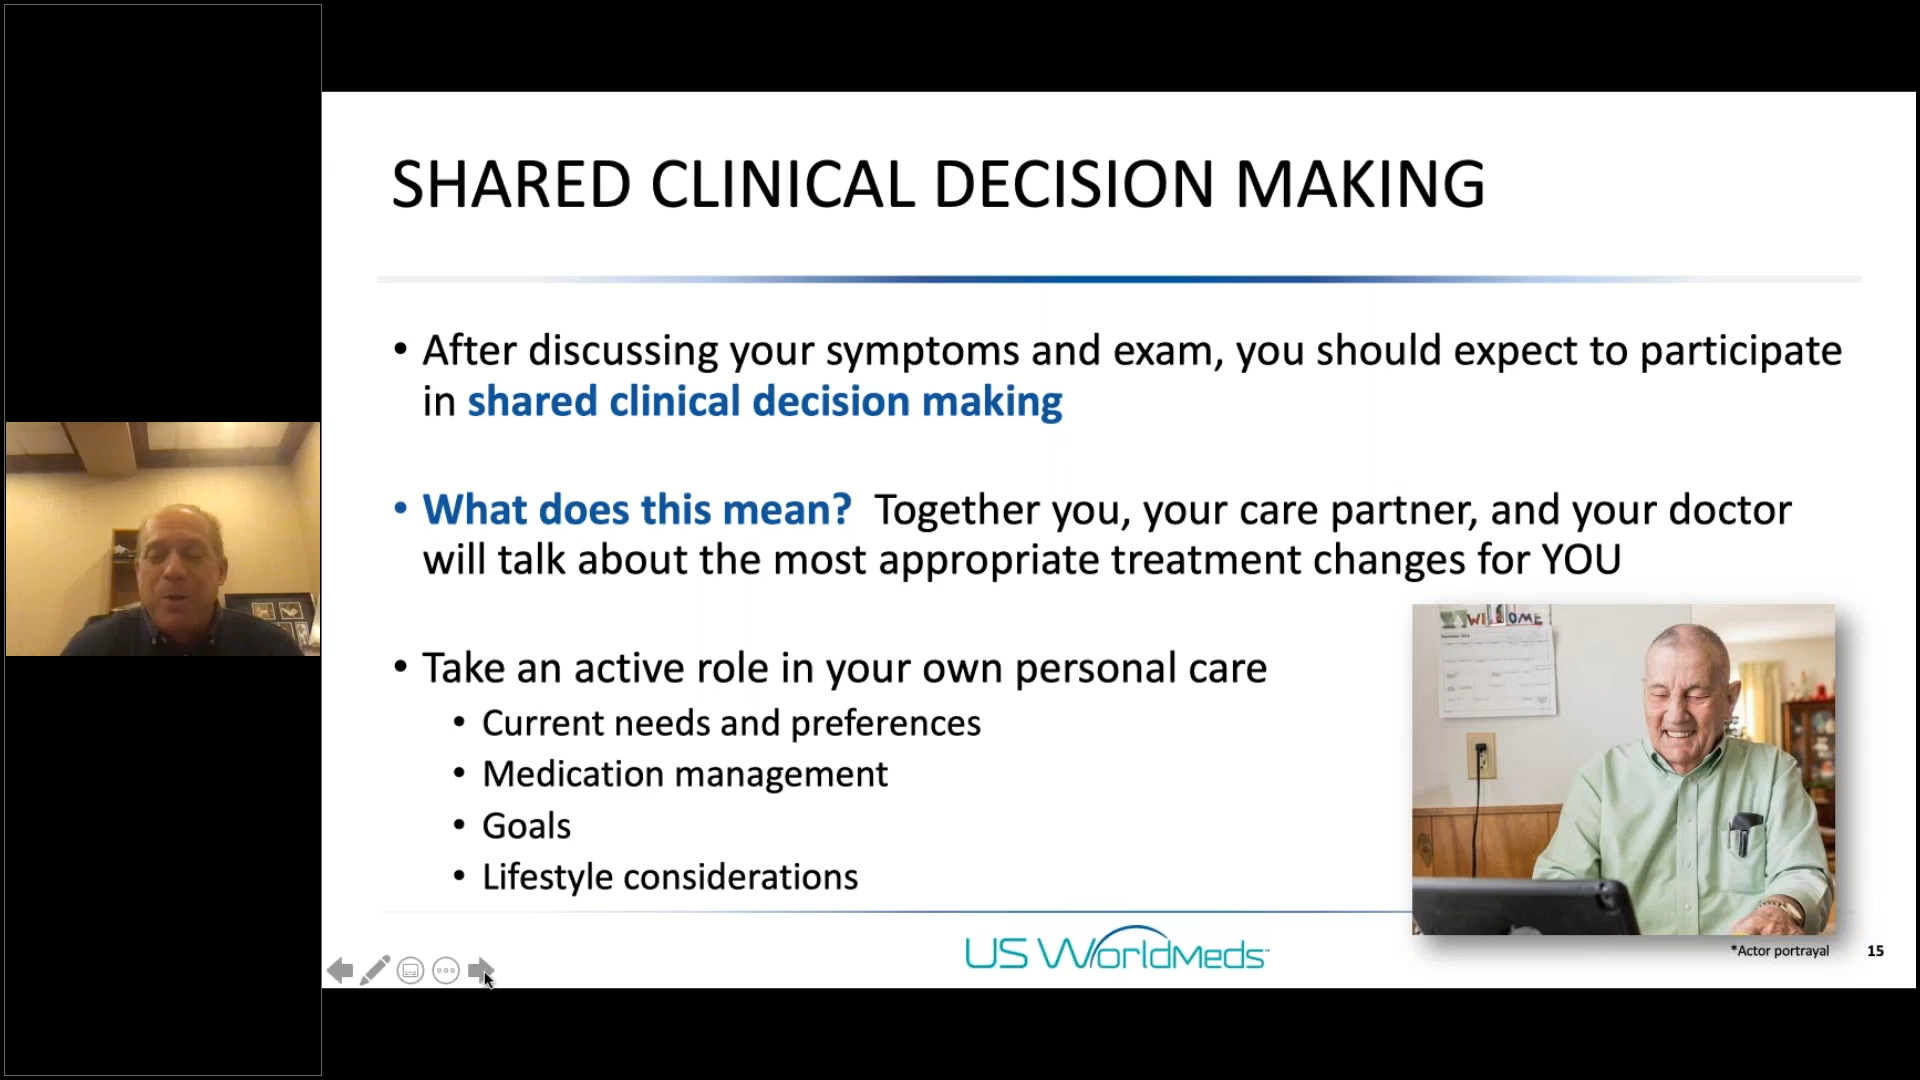 SHARED CLINICAL DECISION MAKING
• After discussing your symptoms and exam, you should expect to participate
in shared clinical decision making
• What does this mean? Together you, your care partner, and your doctor
will talk about the most appropriate treatment changes for YOU
• Take an active role in your own personal care
• Current needs and preferences
• Medication management
• Goals
• Lifestyle considerations
US WorldMeds™
*Actor portrayal
15